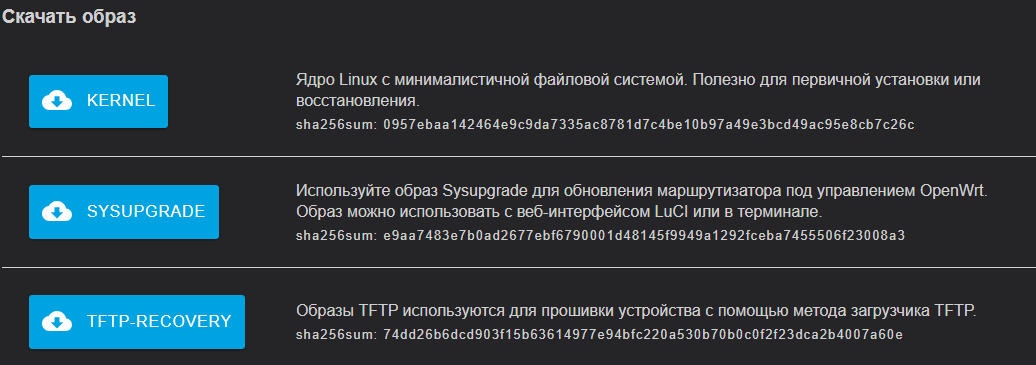 Скачать образ
KERNEL
Ядро Linux с минималистичной файловой системой. Полезно для первичной установки или
восстановления.
sha256sum: 0957ebaa142464e9c9da7335ac8781d7c4be10b97a49e3bcd49ac95e8cb7c26c
SYSUPGRADE
Используйте образ Sysupgrade для обновления маршрутизатора под управлением OpenWrt.
Образ можно использовать с веб-интерфейсом LuCI или в терминале.
sha256sum: e9aa7483e7b0ad2677ebf6790001d48145f9949a1292fceba7455506f23008a3
TFTP-RECOVERY
Образы TFTP используются для прошивки устройства с помощью метода загрузчика TFTP.
sha256sum: 74dd26b6dcd903f15b63614977e94bfc220a530b70b0c0f2f23dca2b4007a60e